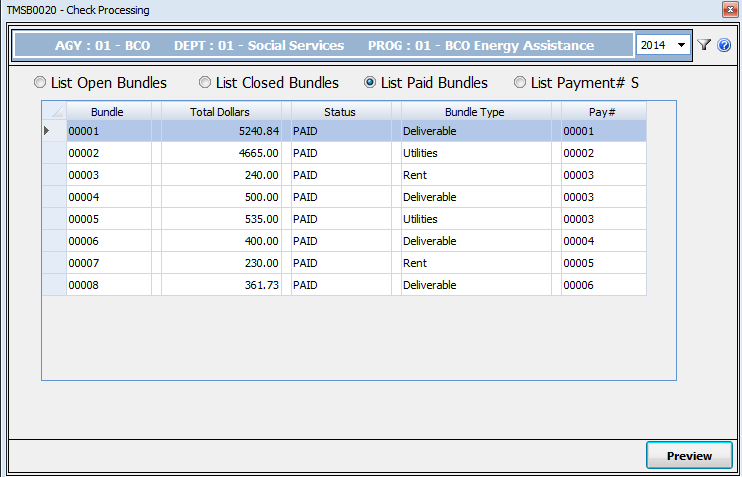 TMSB0020 - Check Processing
AGY : 01 - BCO DEPT : 01 - Social Services PROG : 01 - BCO Energy Assistance 2014
List Open Bundles List Closed Bundles List Paid Bundles List Payment# S
Bundle Total Dollars Status Bundle Type Pay#
00001 5240.84 PAID Deliverable 00001
00002 4665.00 PAID Utilities 00002
00003 240.00 PAID Rent 00003
00004 500.00 PAID Deliverable 00003
00005 535.00 PAID Utilities 00003
00006 400.00 PAID Deliverable 00004
00007 230.00 PAID Rent 00005
00008 361.73 PAID Deliverable 00006
Preview